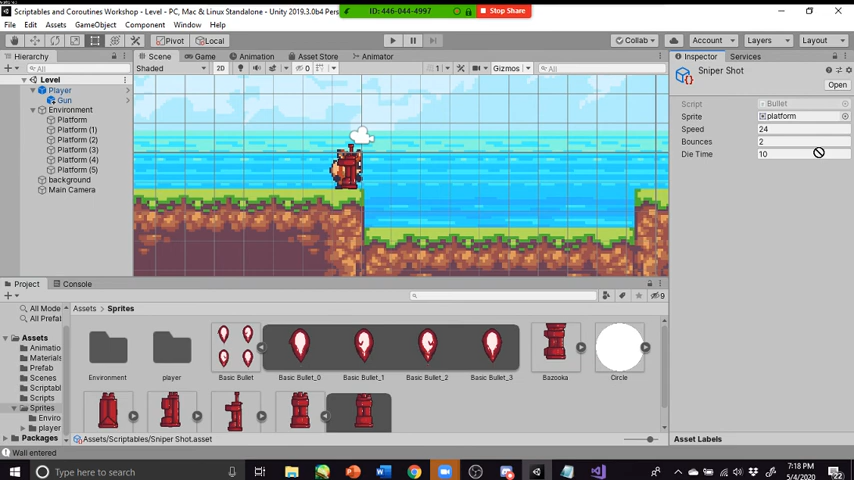 Scriptables and Coroutines Workshop - Level - PC, Mac & Linux Standalone - Unity 2019.3.0b4 Pers
ID: 446-044-4997
Stop Share
File Edit Assets GameObject Component Window Help
Pivot Local
Collab Account Layers Layout
Hierarchy
Scene Game Asset Store Animation Animator
Inspector Services
All
Shaded 2D 0 1 Gizmos All
Sniper Shot
Open
Level
Player
Gun
Environment
Platform
Platform (1)
Platform (2)
Platform (3)
Platform (4)
Platform (5)
background
Main Camera
Script Bullet
Sprite platform
Speed 24
Bounces 2
Die Time 10
Project Console
9
All Mode
All Prefab
Assets
Animatio
Materials
Prefab
Scenes
Scriptabl
Scripts
Sprites
Enviro
player
Packages
Assets > Sprites
Environment player Basic Bullet Basic Bullet_0 Basic Bullet_1 Basic Bullet_2 Basic Bullet_3 Bazooka Circle
Assets/Scriptables/Sniper Shot.asset
Asset Labels
Wall entered
Type here to search
7:18 PM
5/4/2020
22